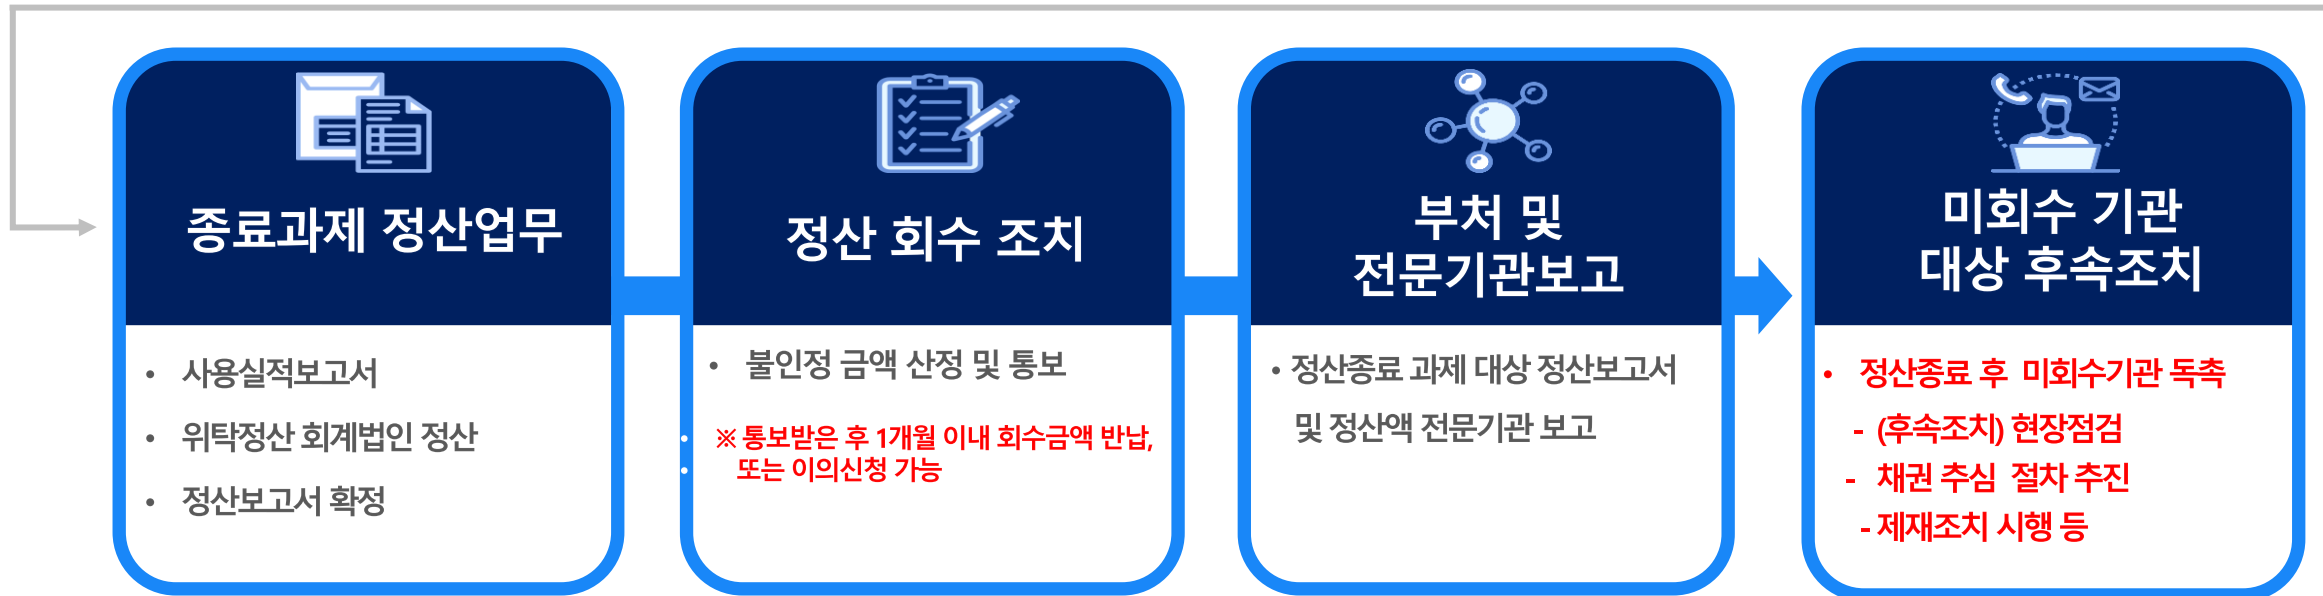 종료과제 정산업무
• 사용실적보고서
• 위탁정산 회계법인 정산
• 정산보고서 확정
정산 회수 조치
• 불인정 금액 산정 및 통보
※ 통보받은 후 1개월 이내 회수금액 반납,
또는 이의신청 가능
부처 및
전문기관보고
• 정산종료 과제 대상 정산보고서
및 정산액 전문기관 보고
미회수 기관
대상 후속조치
• 정산종료 후 미회수기관 독촉
- (후속조치) 현장점검
- 채권 추심 절차 추진
- 제재조치 시행 등